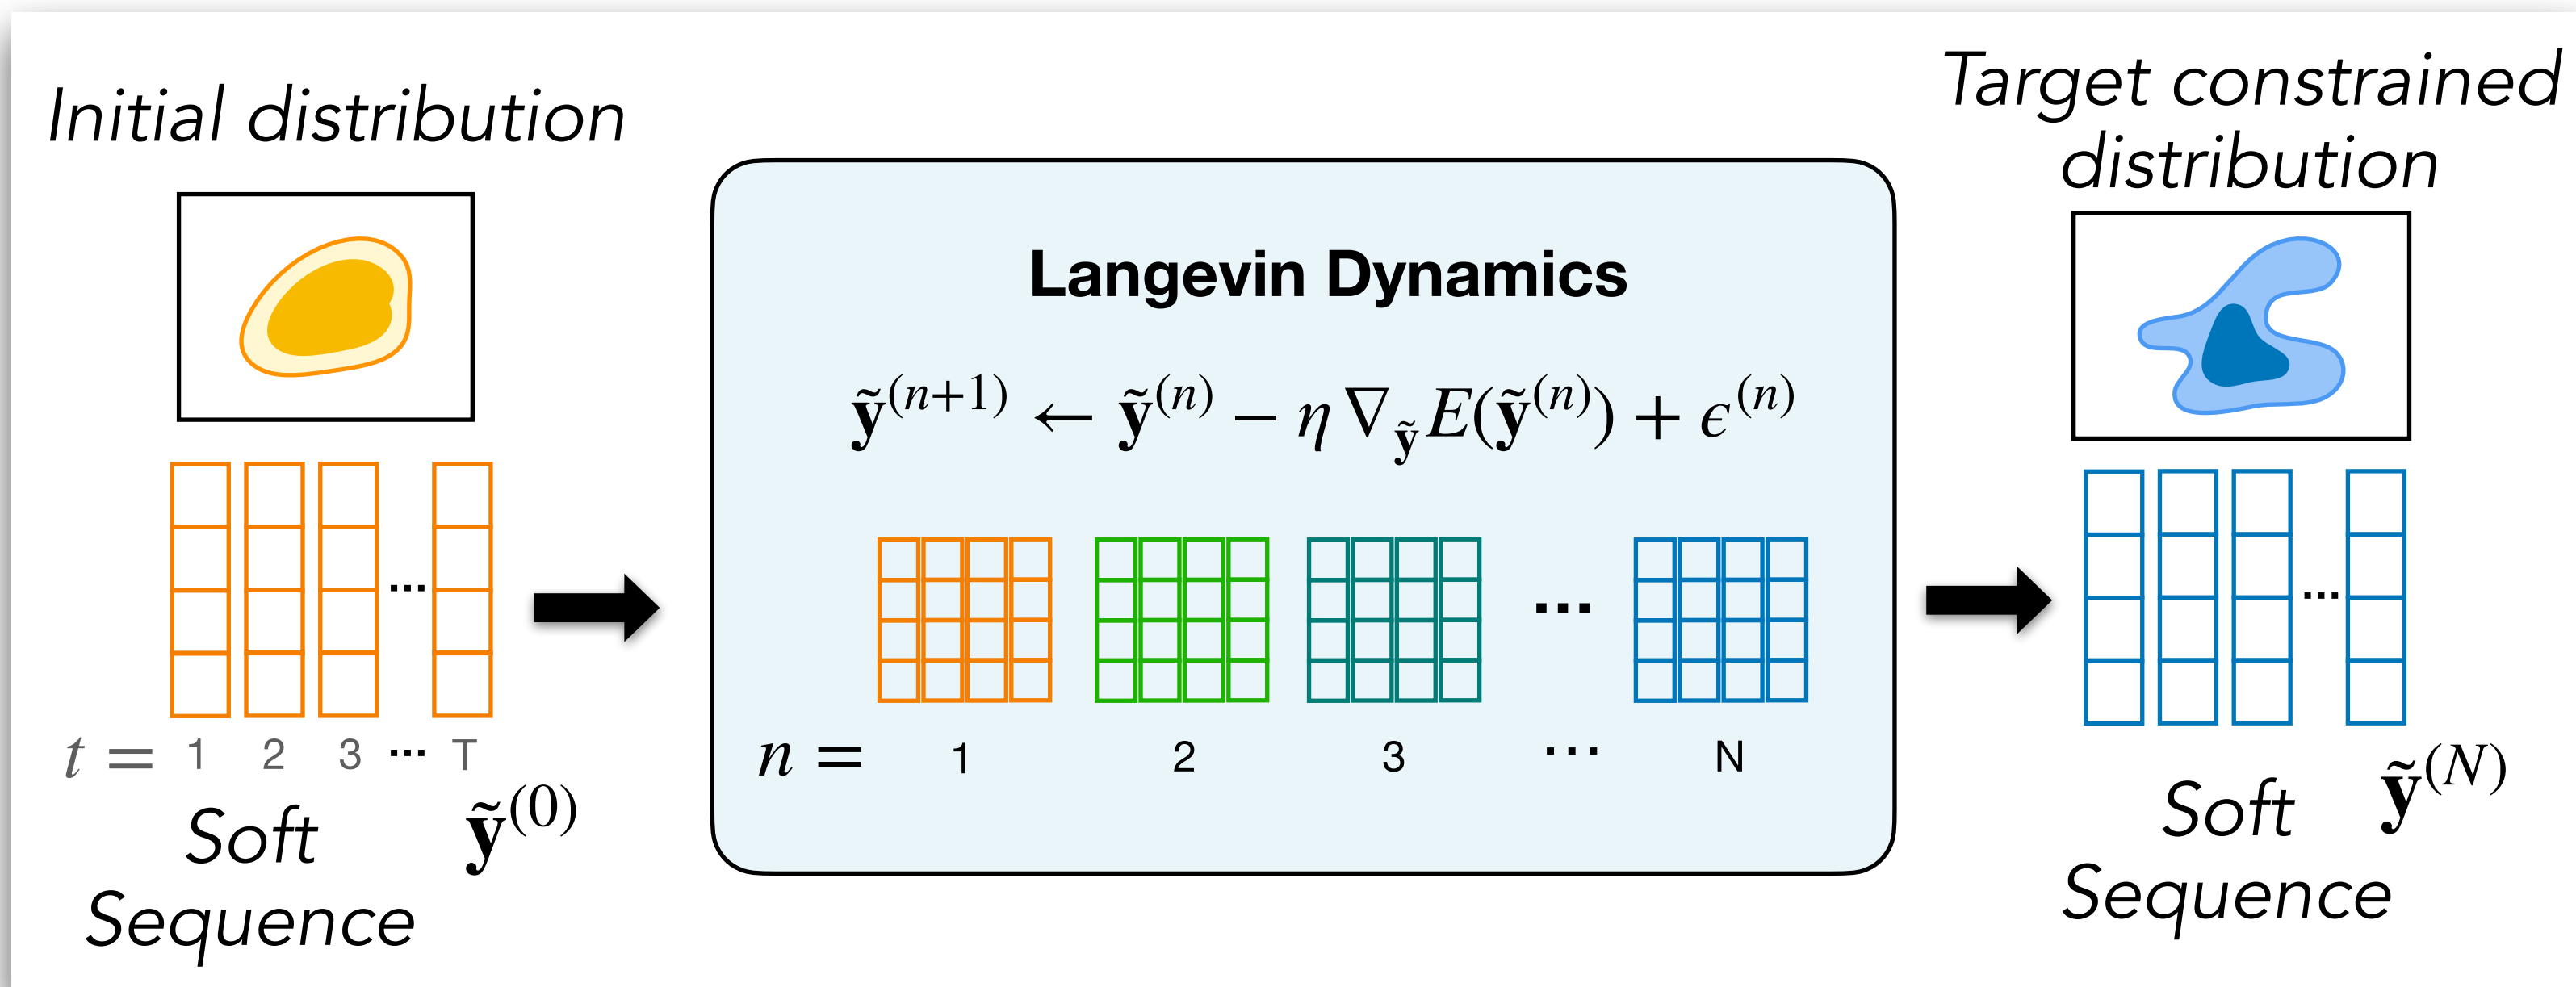 Initial distribution
t = 1 2 3 ... T
Soft
Sequence
ỹ⁽⁰⁾
Langevin Dynamics
ỹ⁽ⁿ⁺¹⁾ ← ỹ⁽ⁿ⁾ − η ∇_ỹ E(ỹ⁽ⁿ⁾) + ϵ⁽ⁿ⁾
...
n = 1 2 3 ... N
Target constrained
distribution
...
Soft
Sequence
ỹ⁽ᴺ⁾